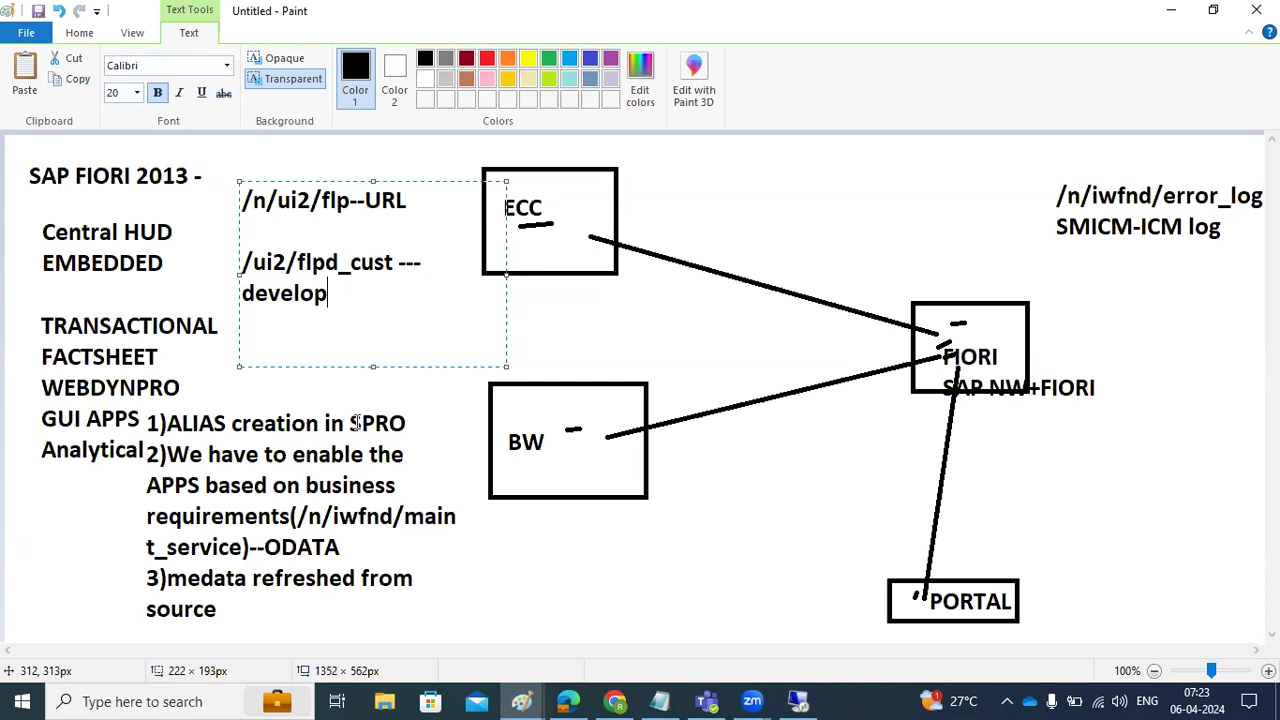 Text Tools
Untitled - Paint
File
Home
View
Text
Paste
Cut
Copy
Clipboard
Calibri
20
B
I
U
abc
Font
Opaque
Transparent
Background
Color
1
Color
2
Edit
colors
Edit with
Paint 3D
Colors
SAP FIORI 2013 -
Central HUD
EMBEDDED
TRANSACTIONAL
FACTSHEET
WEBDYNPRO
GUI APPS
Analytical
/n/ui2/flp--URL
/ui2/flpd_cust ---
develop
1)ALIAS creation in SPRO
2)We have to enable the
APPS based on business
requirements(/n/iwfnd/main
t_service)--ODATA
3)medata refreshed from
source
ECC
BW
FIORI
SAP NW+FIORI
PORTAL
/n/iwfnd/error_log
SMICM-ICM log
312, 313px
222 × 193px
1352 × 562px
100%
Type here to search
27°C
ENG
07:23
06-04-2024